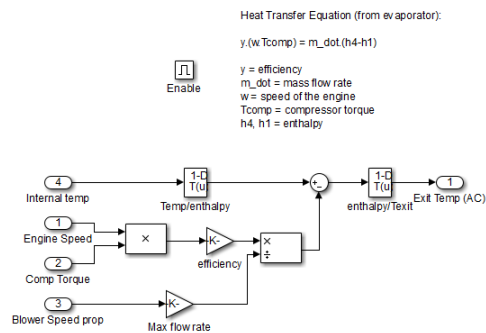 Heat Transfer Equation (from evaporator):
y.(w.Tcomp) = m_dot.(h4-h1)
y = efficiency
m_dot = mass flow rate
w = speed of the engine
Tcomp = compressor torque
h4, h1 = enthalpy
Enable
4
Internal temp
1-D
T(u
Temp/enthalpy
+
−
1-D
T(u
enthalpy/Texit
1
Exit Temp (AC)
1
Engine Speed
×
2
Comp Torque
-K-
efficiency
×
÷
3
Blower Speed prop
-K-
Max flow rate